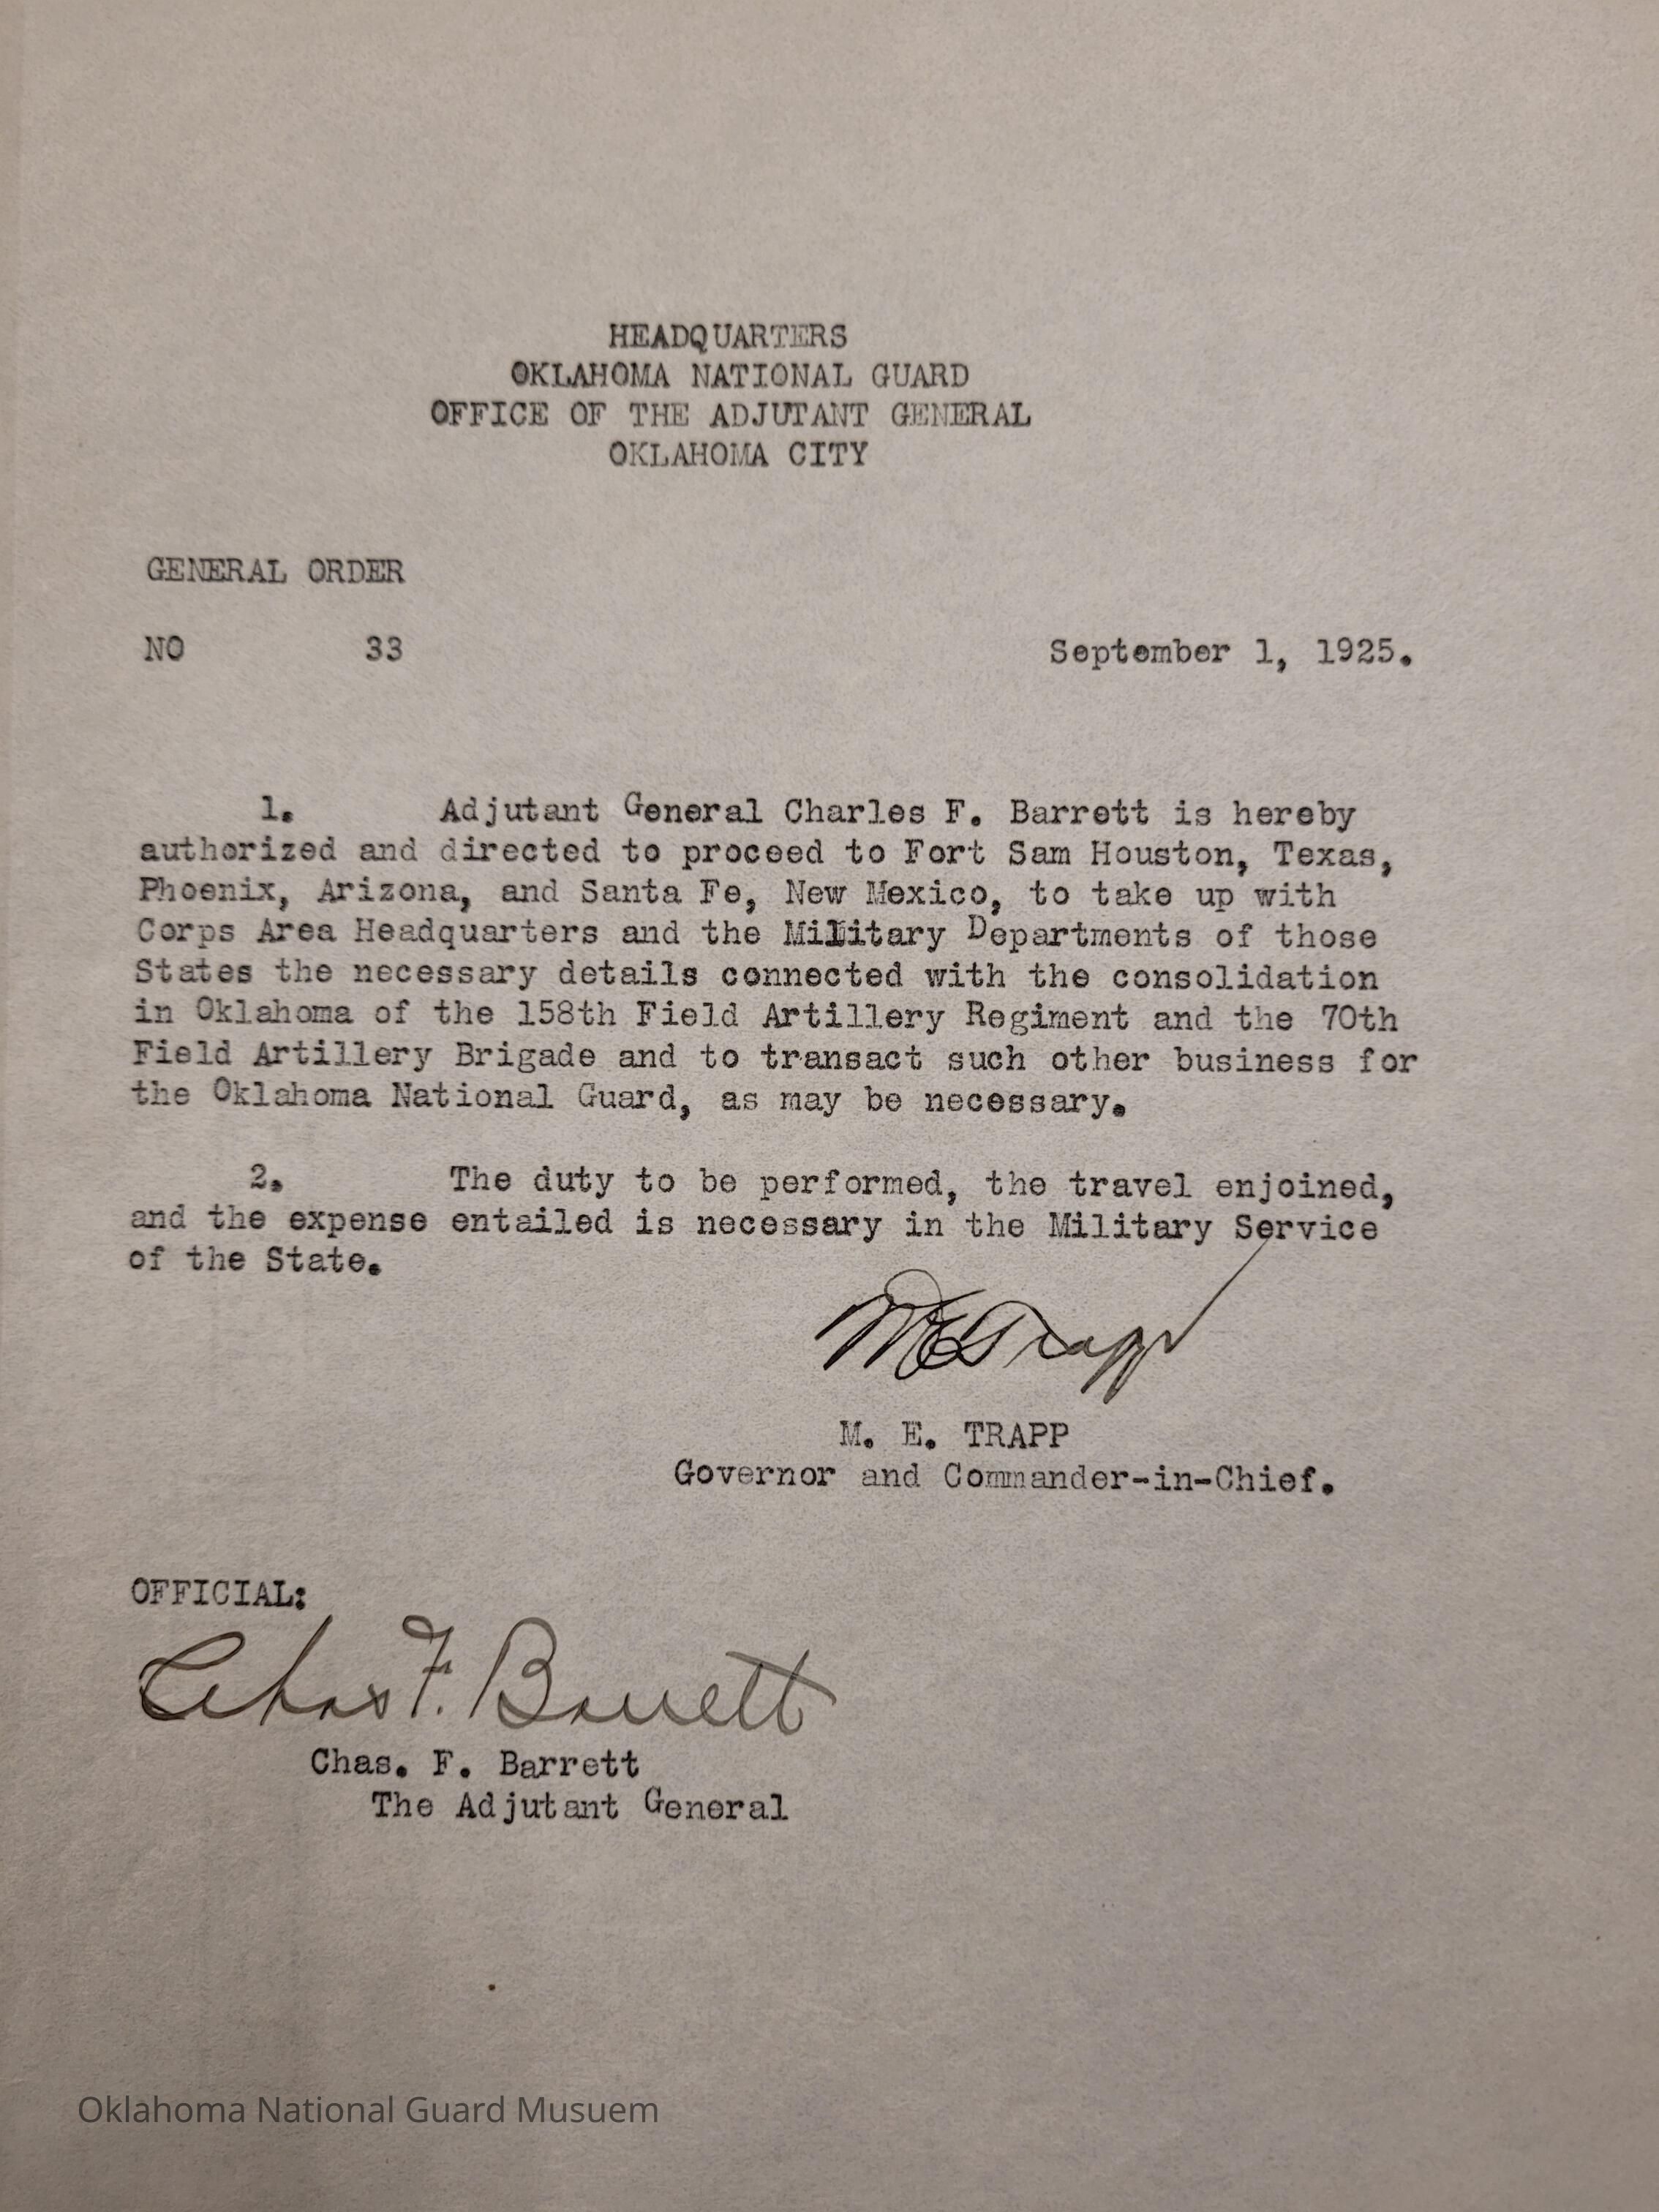 HEADQUARTERS
OKLAHOMA NATIONAL GUARD
OFFICE OF THE ADJUTANT GENERAL
OKLAHOMA CITY
GENERAL ORDER
NO 33 September 1, 1925.
1. Adjutant General Charles F. Barrett is hereby
authorized and directed to proceed to Fort Sam Houston, Texas,
Phoenix, Arizona, and Santa Fe, New Mexico, to take up with
Corps Area Headquarters and the Military Departments of those
States the necessary details connected with the consolidation
in Oklahoma of the 158th Field Artillery Regiment and the 70th
Field Artillery Brigade and to transact such other business for
the Oklahoma National Guard, as may be necessary.
2. The duty to be performed, the travel enjoined,
and the expense entailed is necessary in the Military Service
of the State.
M E Trapp
M. E. TRAPP
Governor and Commander-in-Chief.
OFFICIAL:
Chas F. Barrett
Chas. F. Barrett
The Adjutant General
Oklahoma National Guard Musuem